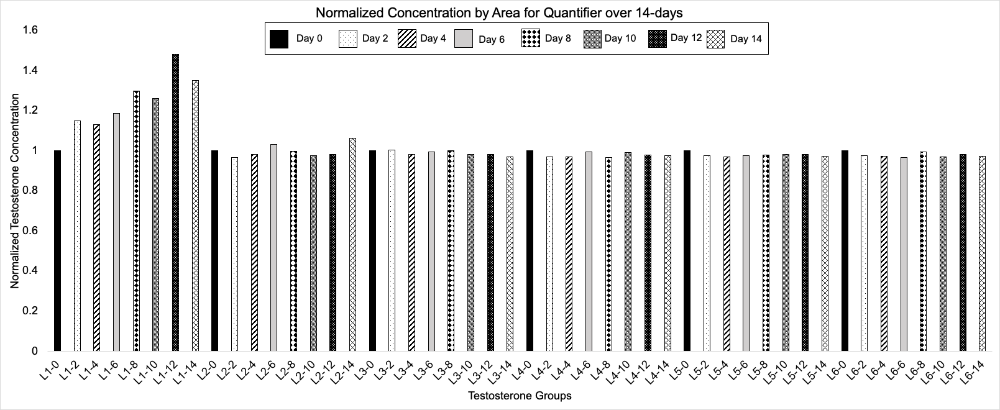 Normalized Concentration by Area for Quantifier over 14-days
Day 0 Day 2 Day 4 Day 6 Day 8 Day 10 Day 12 Day 14
Normalized Testosterone Concentration
1.6
1.4
1.2
1
0.8
0.6
0.4
0.2
0
L1-0
L1-2
L1-4
L1-6
L1-8
L1-10
L1-12
L1-14
L2-0
L2-2
L2-4
L2-6
L2-8
L2-10
L2-12
L2-14
L3-0
L3-2
L3-4
L3-6
L3-8
L3-10
L3-12
L3-14
L4-0
L4-2
L4-4
L4-6
L4-8
L4-10
L4-12
L4-14
L5-0
L5-2
L5-4
L5-6
L5-8
L5-10
L5-12
L5-14
L6-0
L6-2
L6-4
L6-6
L6-8
L6-10
L6-12
L6-14
Testosterone Groups